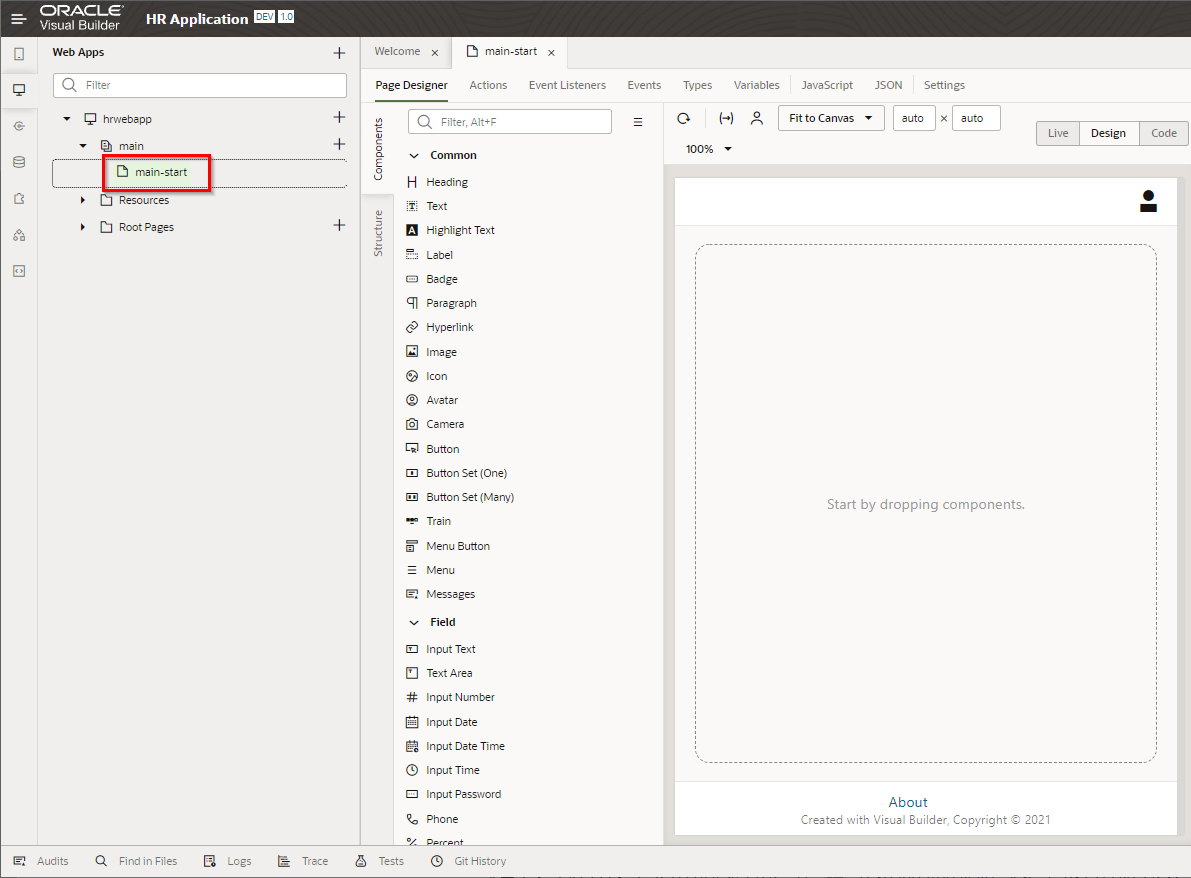 ORACLE
Visual Builder
HR Application DEV 1.0
Web Apps
Filter
hrwebapp
main
main-start
Resources
Root Pages
Welcome ×
main-start ×
Page Designer Actions Event Listeners Events Types Variables JavaScript JSON Settings
Components
Structure
Filter, Alt+F
Common
Heading
Text
Highlight Text
Label
Badge
Paragraph
Hyperlink
Image
Icon
Avatar
Camera
Button
Button Set (One)
Button Set (Many)
Train
Menu Button
Menu
Messages
Field
Input Text
Text Area
Input Number
Input Date
Input Date Time
Input Time
Input Password
Phone
Percent
Fit to Canvas auto × auto
100%
Live Design Code
Start by dropping components.
About
Created with Visual Builder, Copyright © 2021
Audits Find in Files Logs Trace Tests Git History